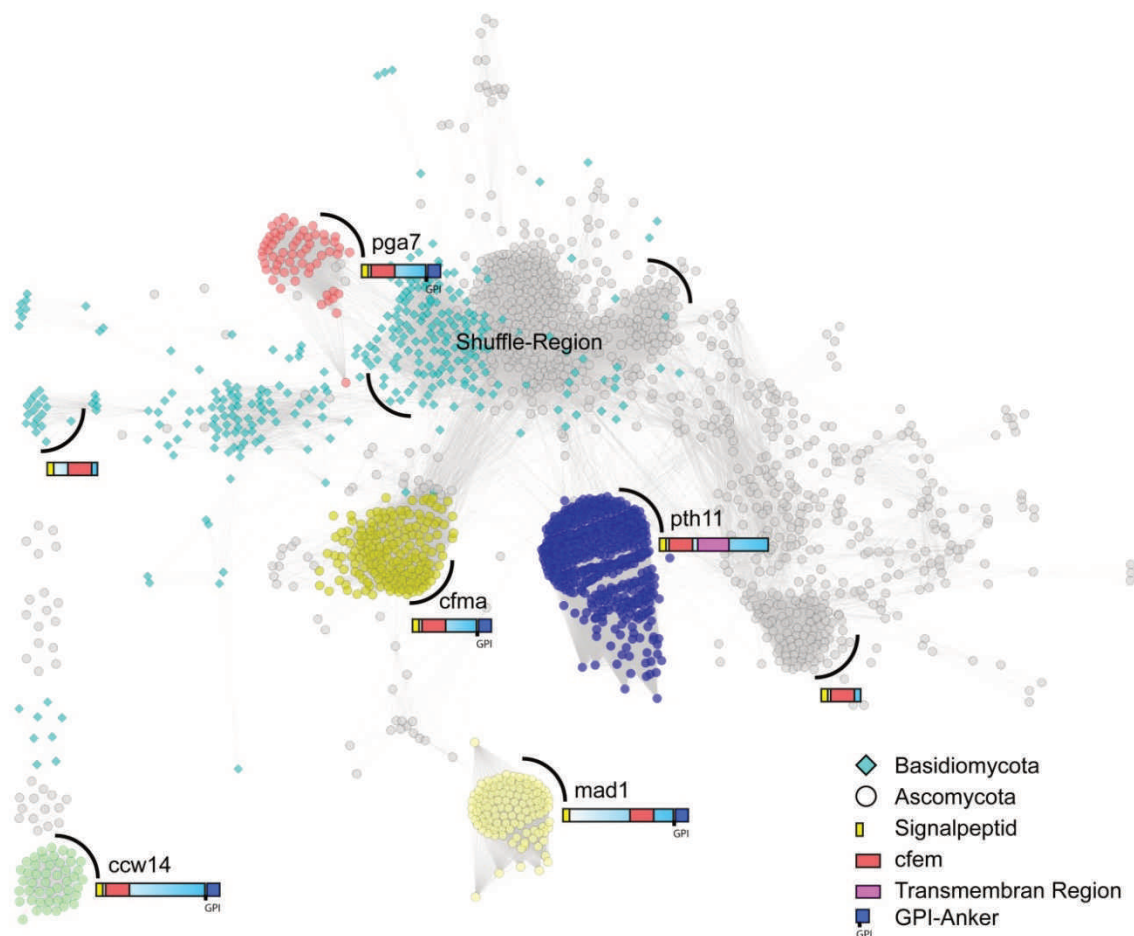 pga7
GPI
Shuffle-Region
pth11
cfma
GPI
mad1
GPI
ccw14
GPI
Basidiomycota
Ascomycota
Signalpeptid
cfem
Transmembran Region
GPI-Anker
GPI